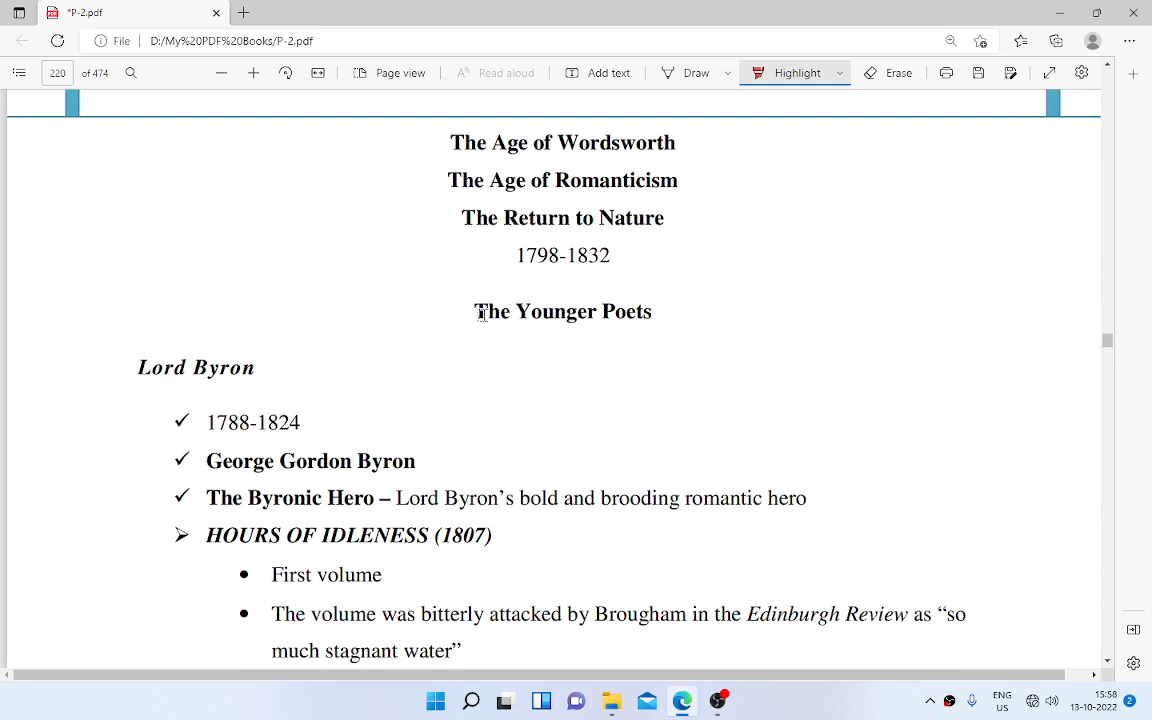 *P-2.pdf
File
D:/My%20PDF%20Books/P-2.pdf
220 of 474
Page view
Read aloud
Add text
Draw
Highlight
Erase
The Age of Wordsworth
The Age of Romanticism
The Return to Nature
1798-1832
The Younger Poets
Lord Byron
✓ 1788-1824
✓ George Gordon Byron
✓ The Byronic Hero – Lord Byron's bold and brooding romantic hero
➢ HOURS OF IDLENESS (1807)
• First volume
• The volume was bitterly attacked by Brougham in the Edinburgh Review as “so
much stagnant water”
ENG
US
15:58
13-10-2022
2